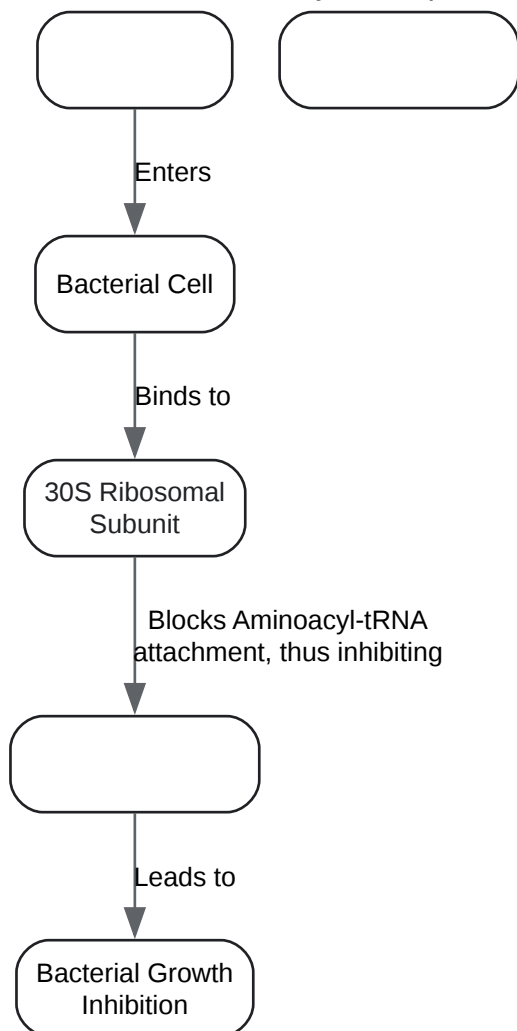 Enters
Bacterial Cell
Binds to
30S Ribosomal
Subunit
Blocks Aminoacyl-tRNA
attachment, thus inhibiting
Leads to
Bacterial Growth
Inhibition